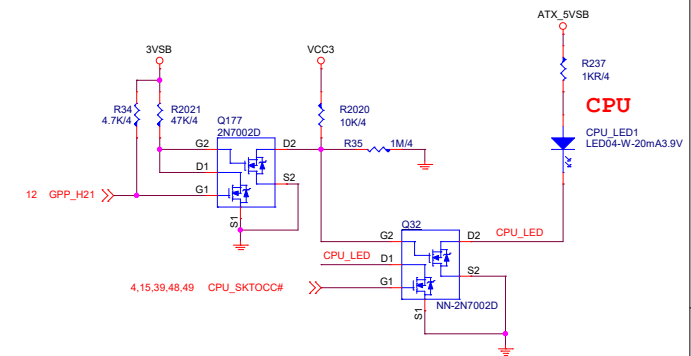 ATX_5VSB
3VSB
VCC3
R237
1KR/4
R34
4.7K/4
R2021
47K/4
R2020
10K/4
CPU
Q177
2N7002D
CPU_LED1
LED04-W-20mA3.9V
G2
D2
R35
1M/4
D1
S2
12
GPP_H21
G1
S1
Q32
G2
D2
CPU_LED
CPU_LED
D1
S2
4,15,39,48,49
CPU_SKTOCC#
G1
NN-2N7002D
S1